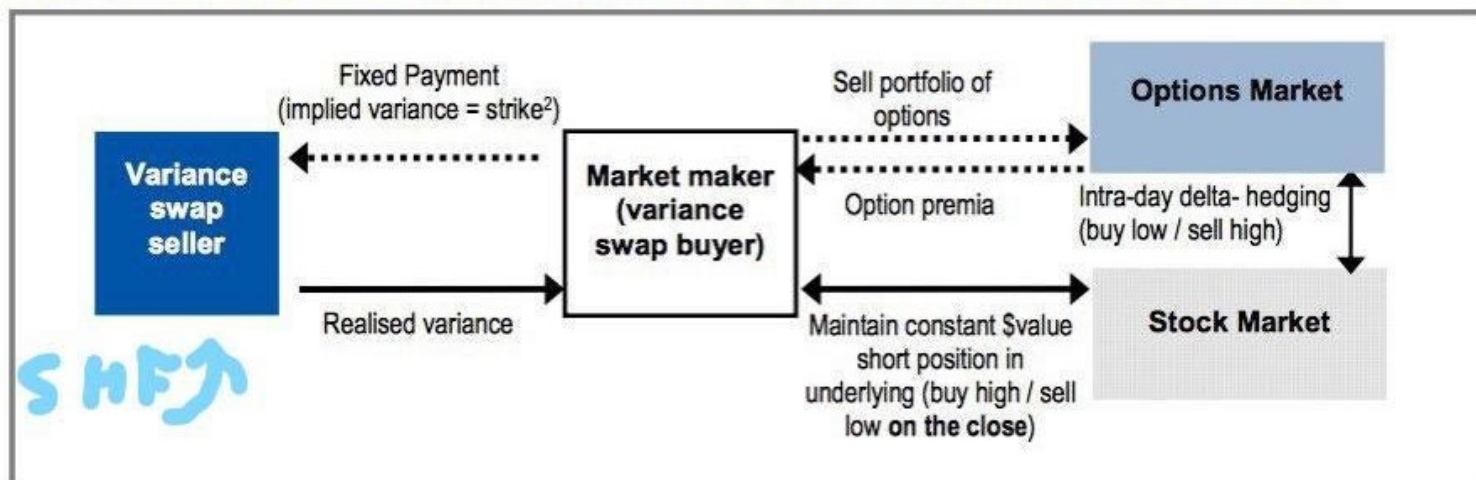 Fixed Payment
(implied variance = strike²)
Sell portfolio of
options
Options Market
Variance
swap
seller
Market maker
(variance
swap buyer)
Option premia
Intra-day delta- hedging
(buy low / sell high)
Realised variance
Maintain constant $value
short position in
underlying (buy high / sell
low on the close)
Stock Market
SHF